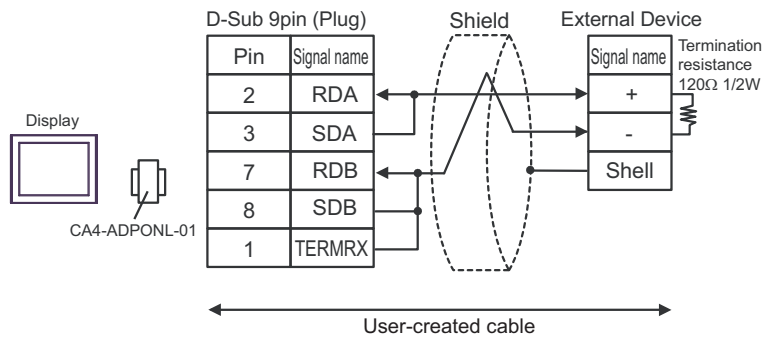 D-Sub 9pin (Plug) Shield External Device
Pin Signal name Signal name Termination
resistance
120Ω 1/2W
2 RDA +
Display
3 SDA -
7 RDB Shell
8 SDB
CA4-ADPONL-01
1 TERMRX
User-created cable